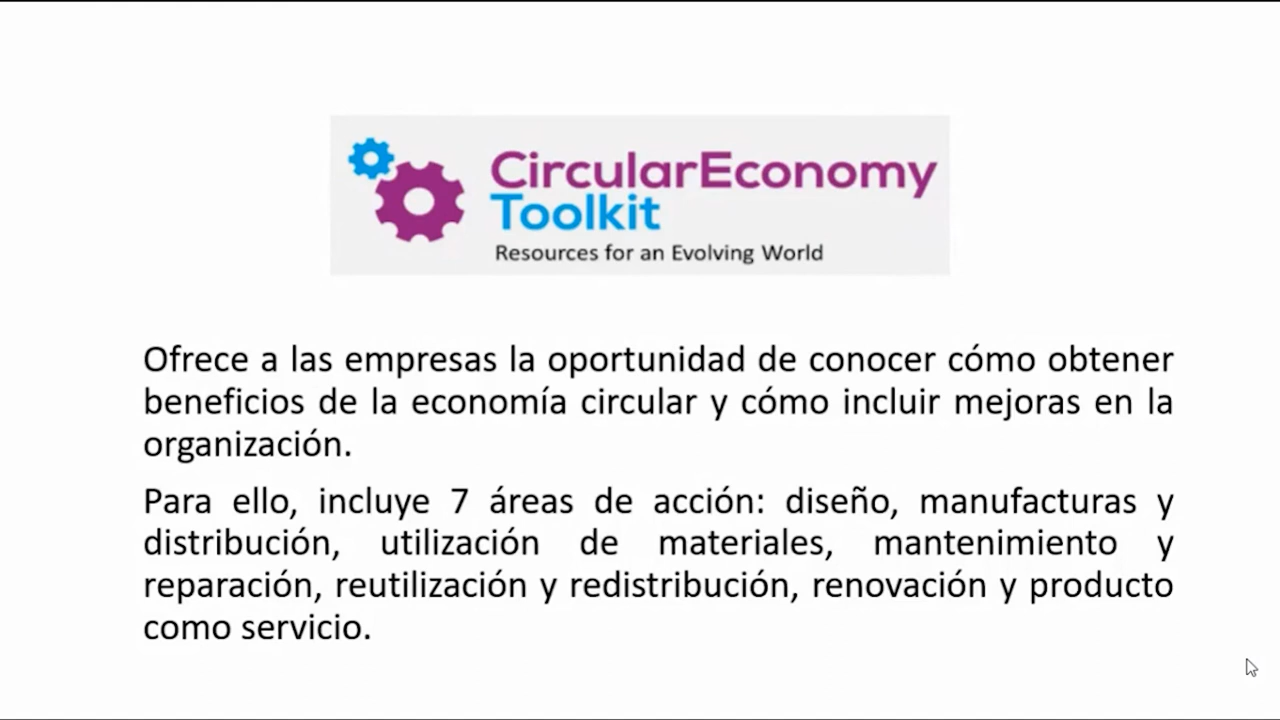 CircularEconomy
Toolkit
Resources for an Evolving World
Ofrece a las empresas la oportunidad de conocer cómo obtener
beneficios de la economía circular y cómo incluir mejoras en la
organización.
Para ello, incluye 7 áreas de acción: diseño, manufacturas y
distribución, utilización de materiales, mantenimiento y
reparación, reutilización y redistribución, renovación y producto
como servicio.